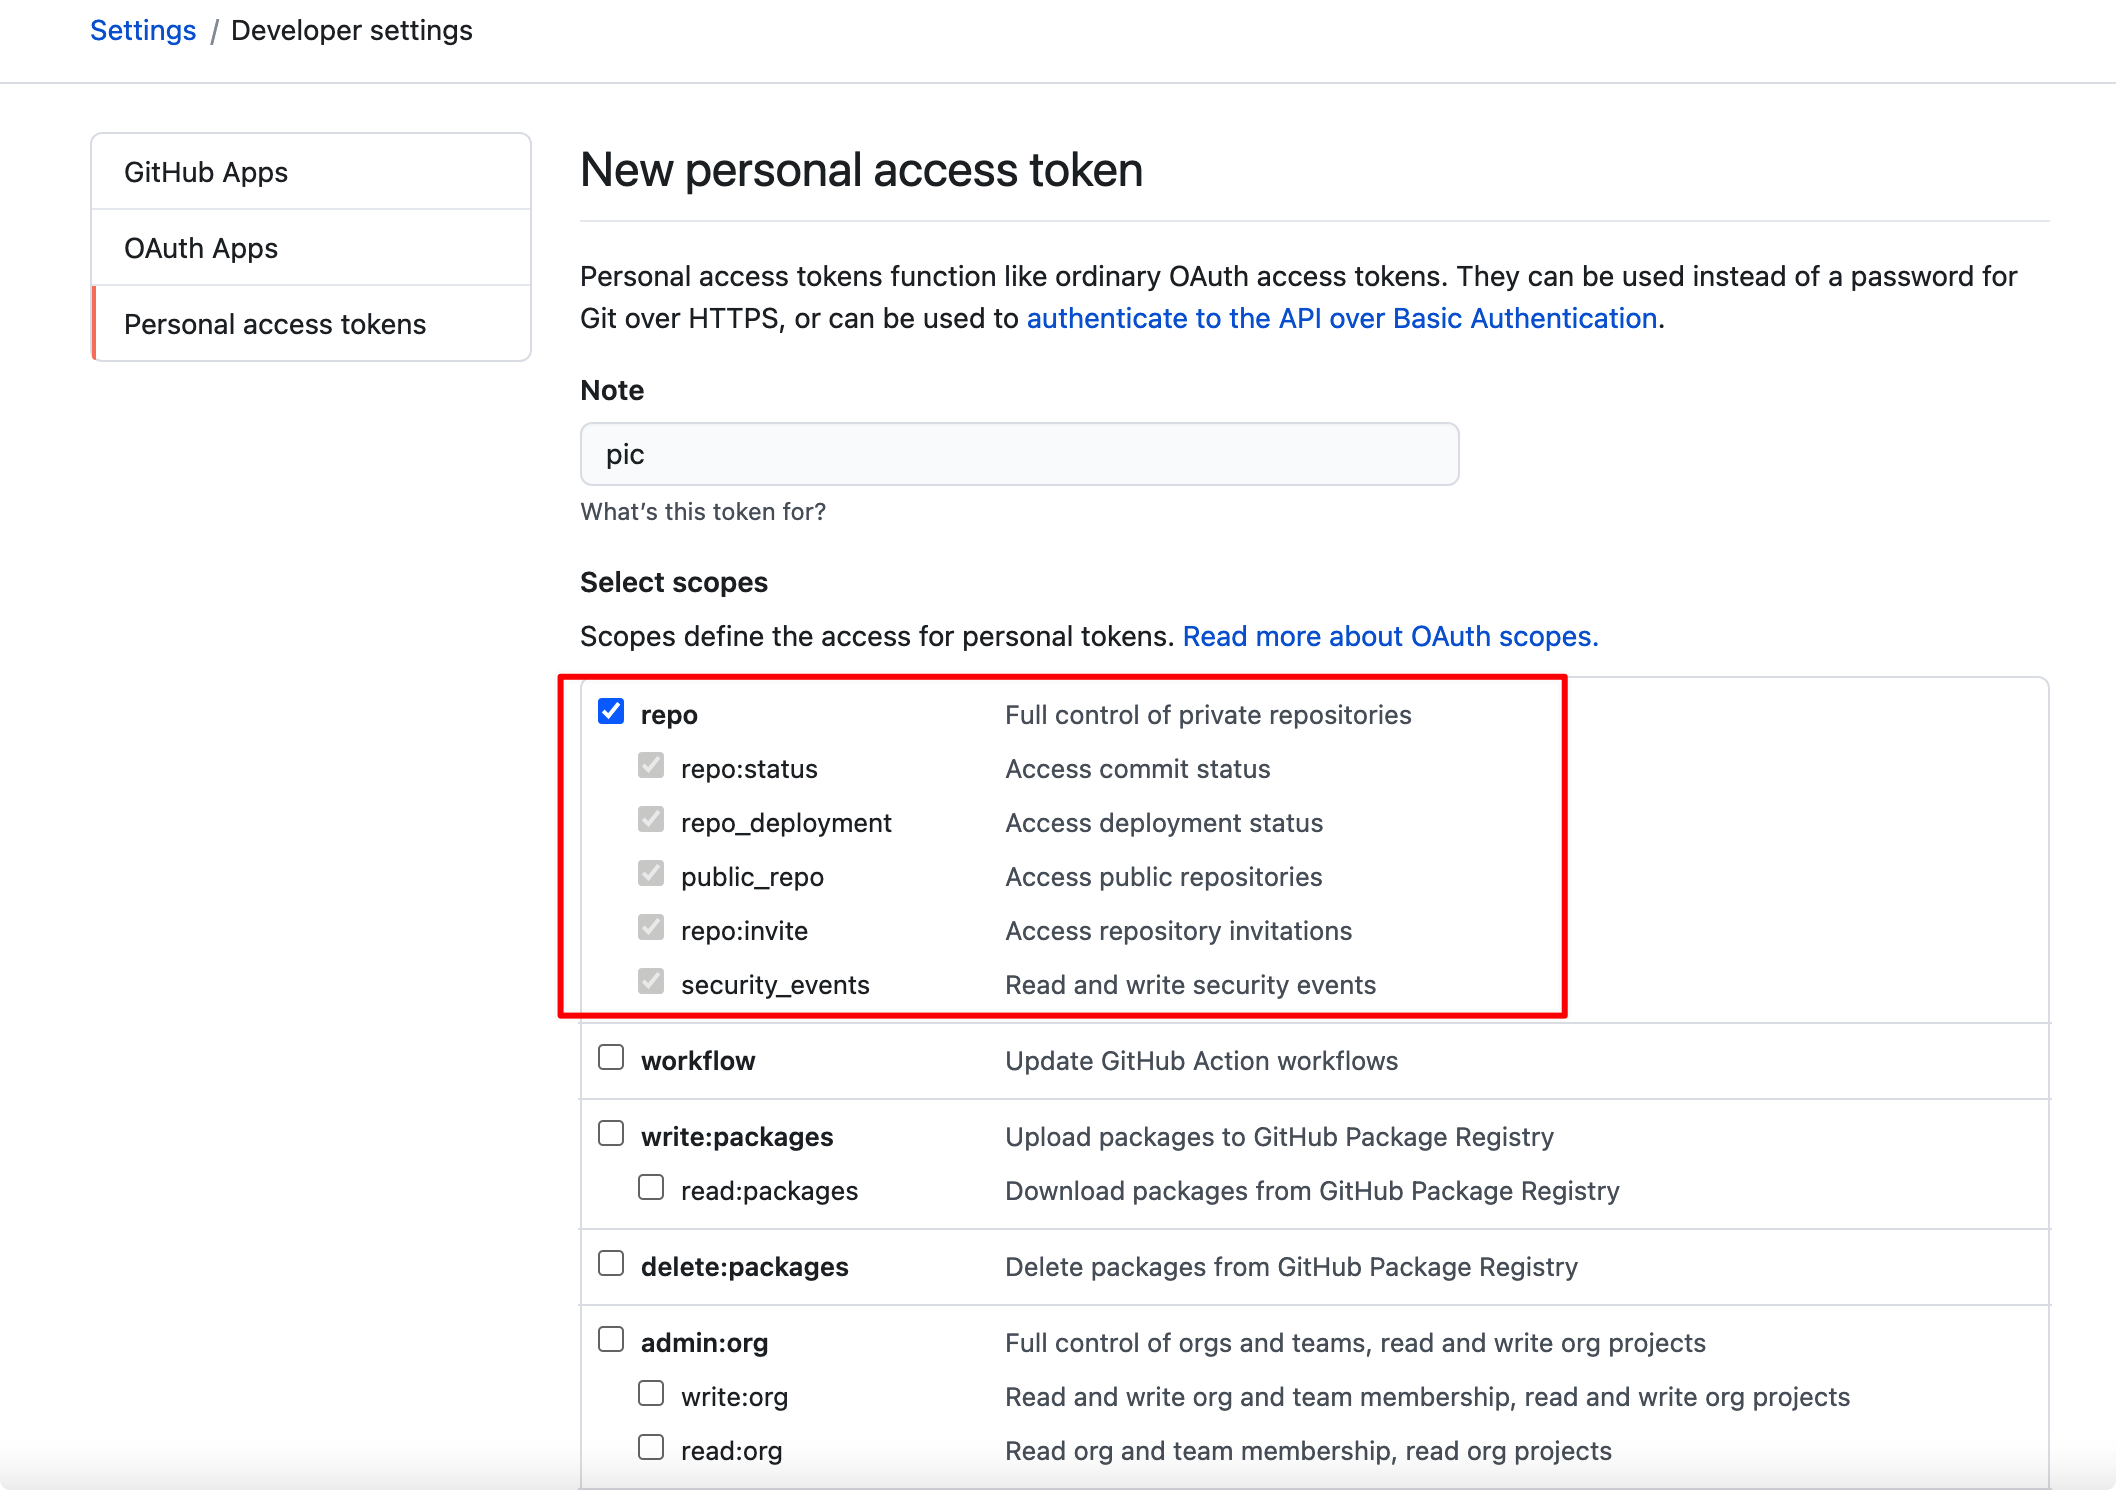 Settings / Developer settings
GitHub Apps
OAuth Apps
Personal access tokens
New personal access token
Personal access tokens function like ordinary OAuth access tokens. They can be used instead of a password for
Git over HTTPS, or can be used to authenticate to the API over Basic Authentication.
Note
pic
What's this token for?
Select scopes
Scopes define the access for personal tokens. Read more about OAuth scopes.
repo Full control of private repositories
repo:status Access commit status
repo_deployment Access deployment status
public_repo Access public repositories
repo:invite Access repository invitations
security_events Read and write security events
workflow Update GitHub Action workflows
write:packages Upload packages to GitHub Package Registry
read:packages Download packages from GitHub Package Registry
delete:packages Delete packages from GitHub Package Registry
admin:org Full control of orgs and teams, read and write org projects
write:org Read and write org and team membership, read and write org projects
read:org Read org and team membership, read org projects